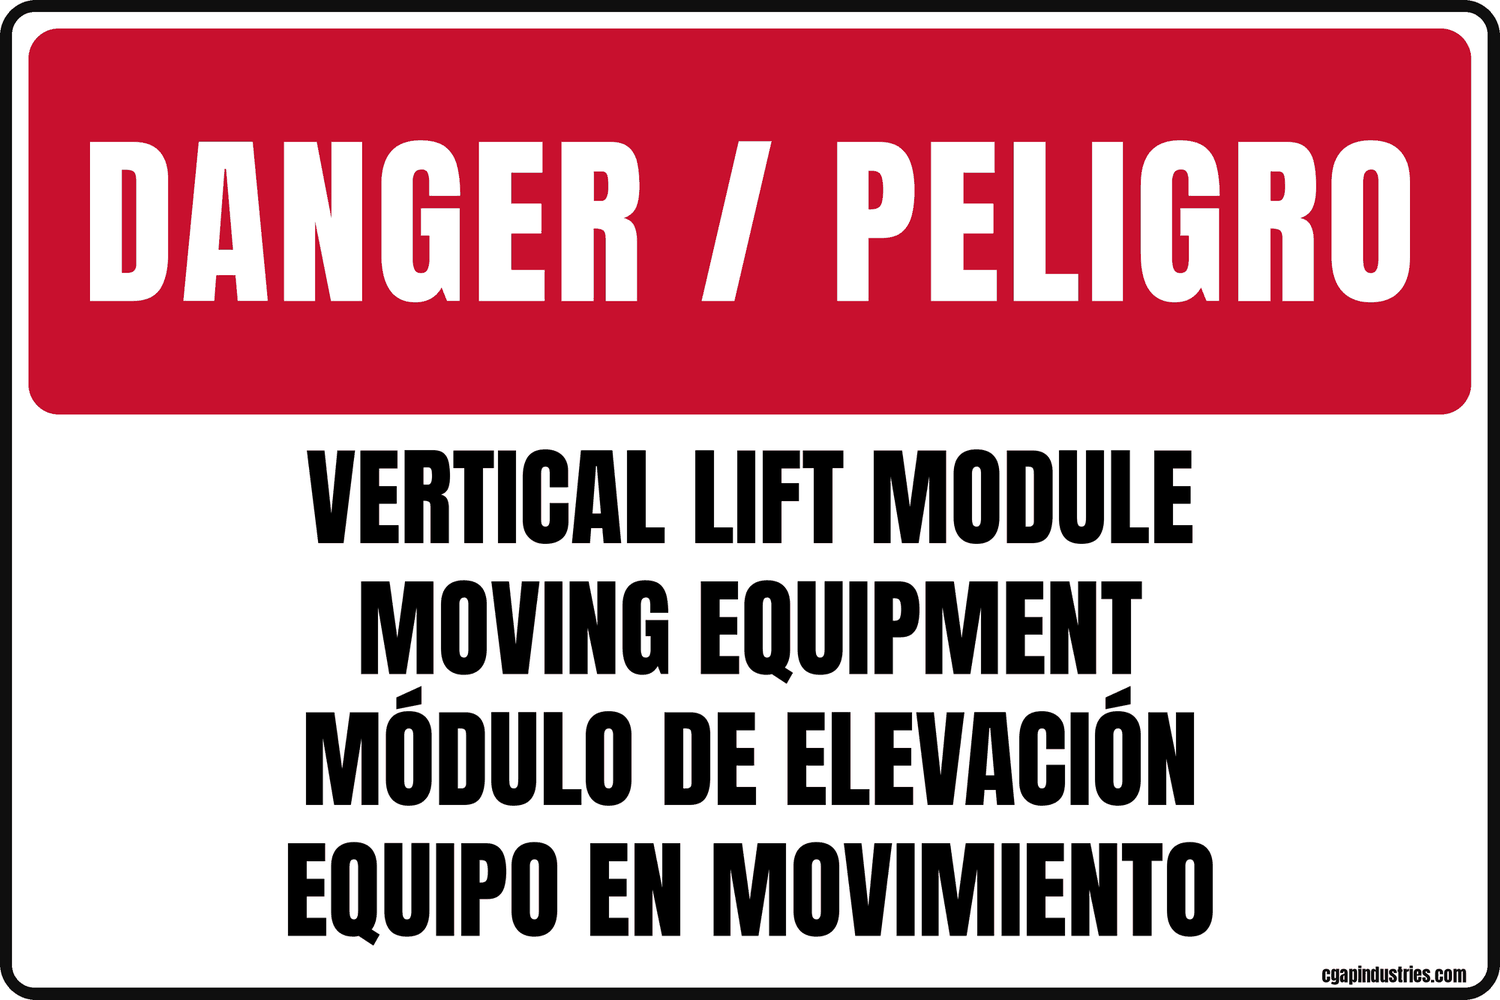 DANGER / PELIGRO
VERTICAL LIFT MODULE
MOVING EQUIPMENT
MÓDULO DE ELEVACIÓN
EQUIPO EN MOVIMIENTO
cgapindustries.com